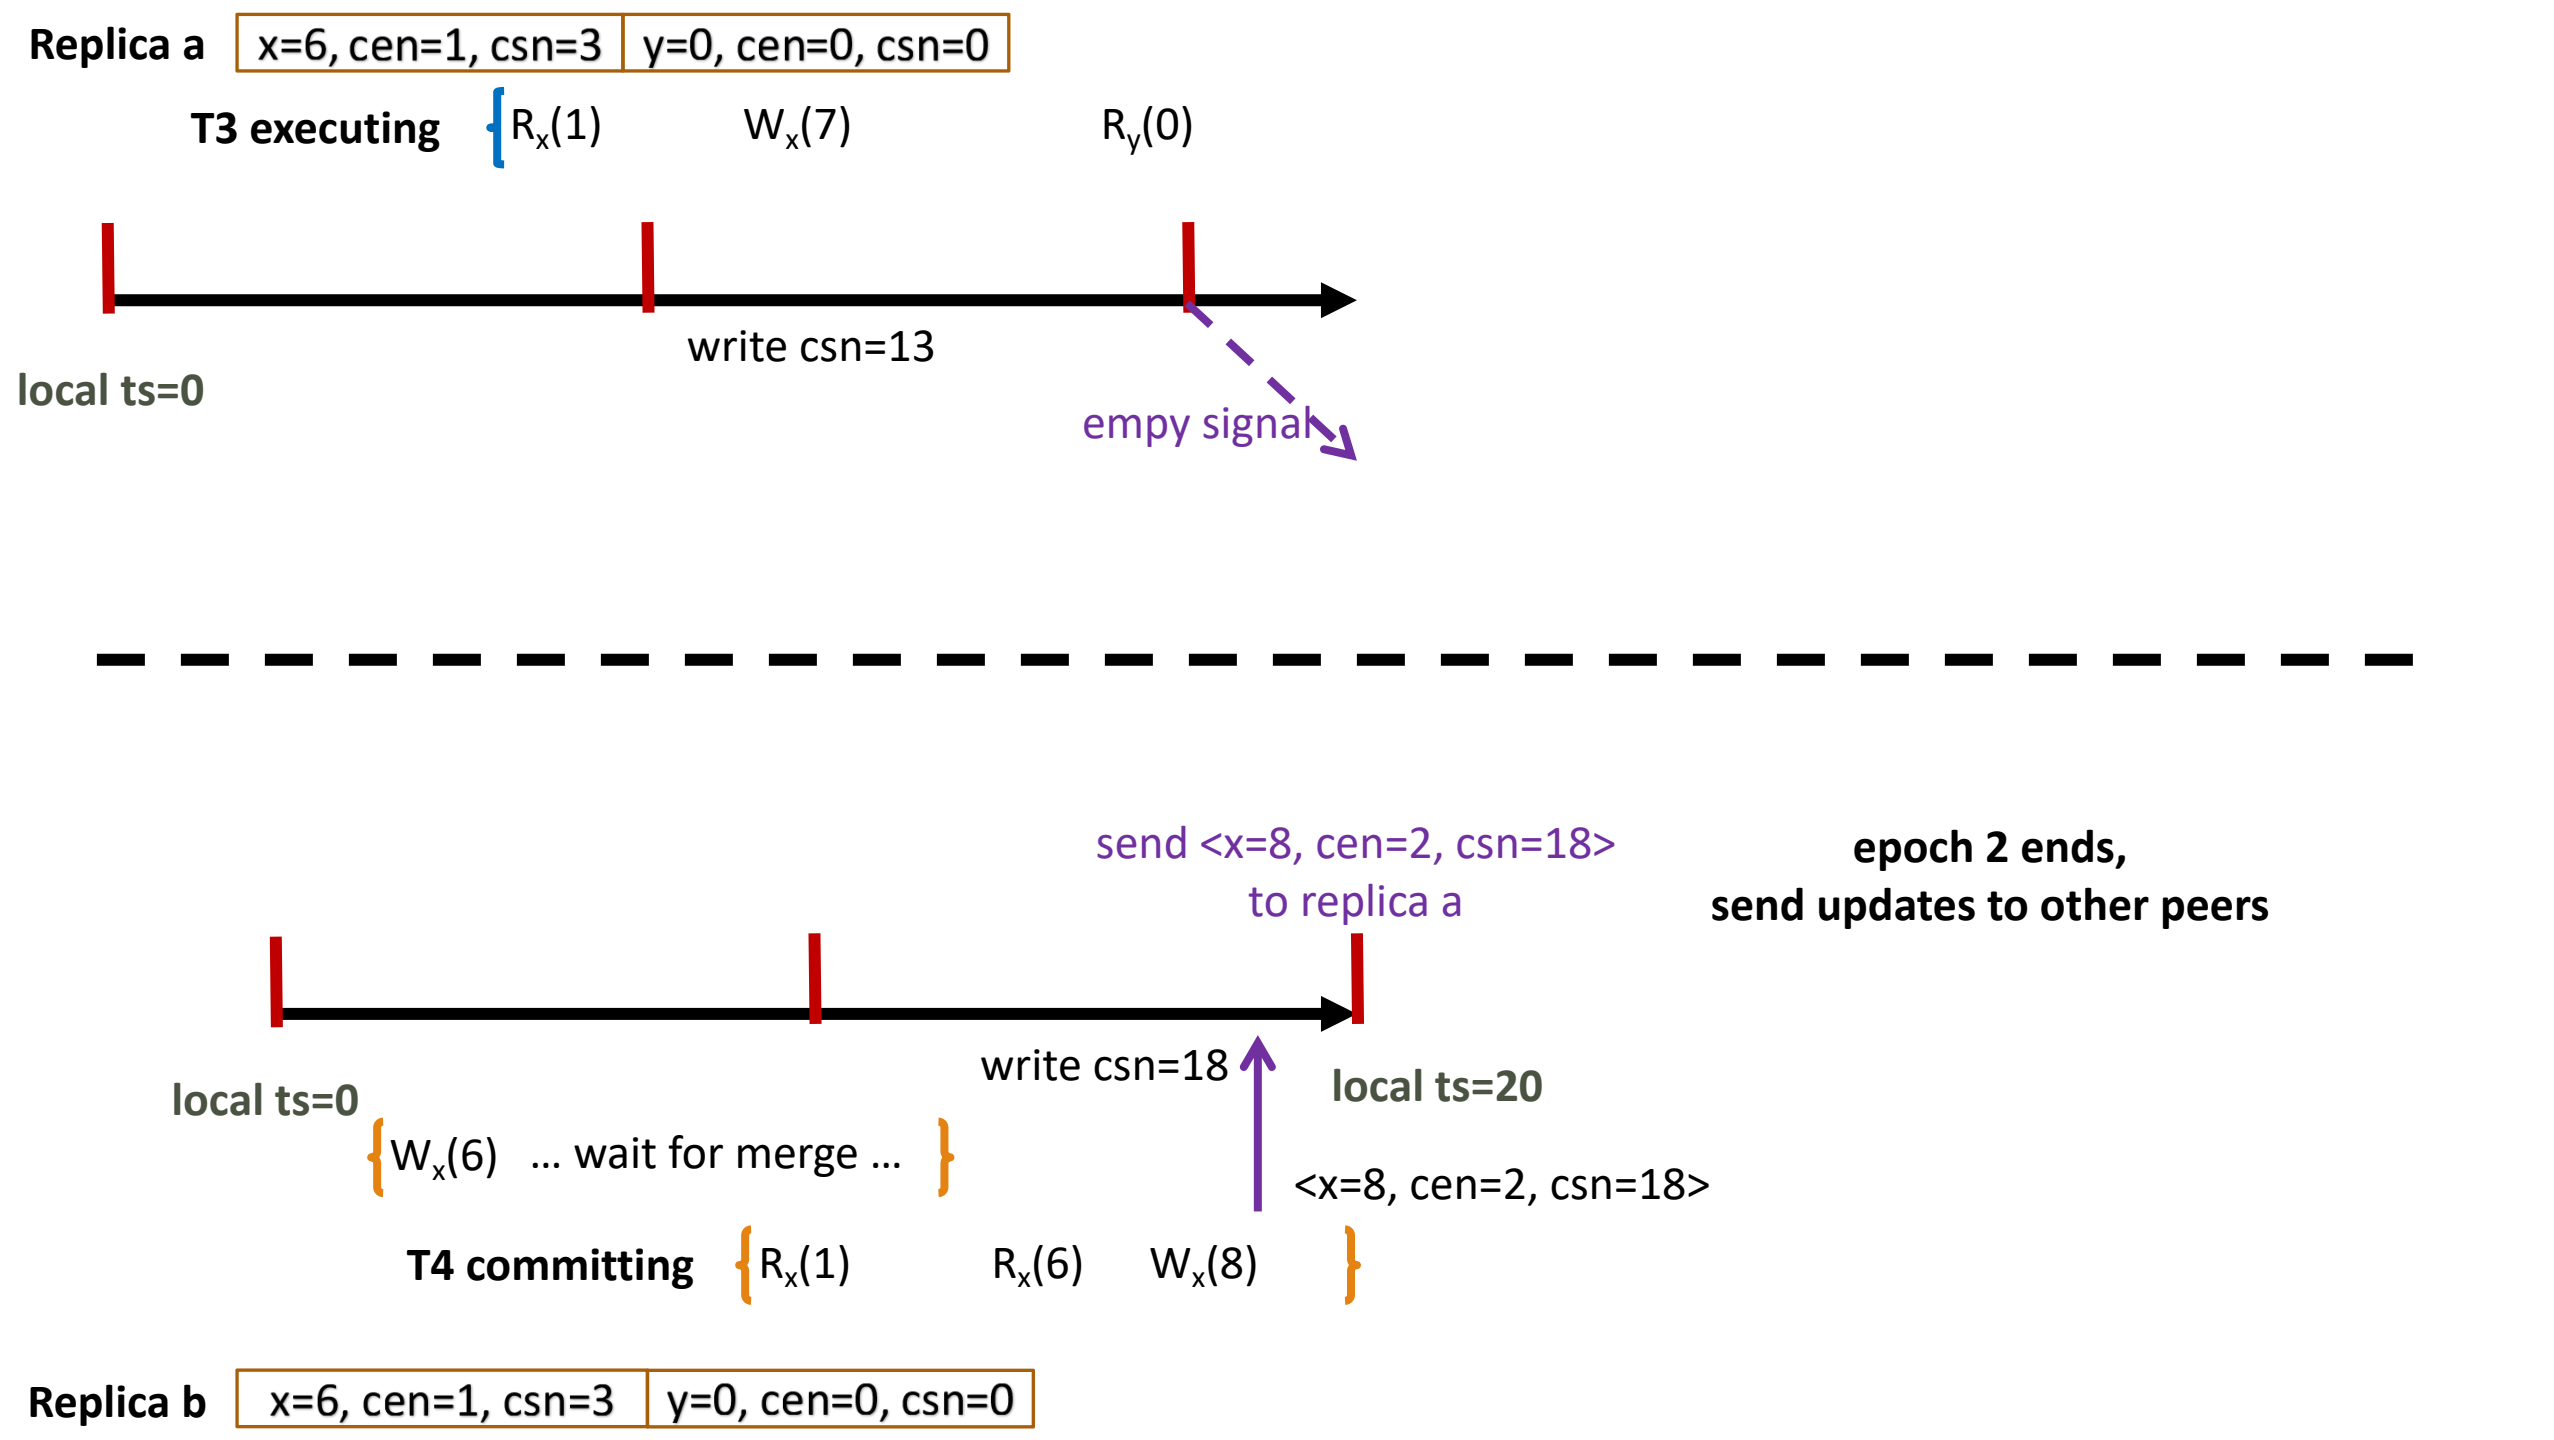 Replica a
x=6, cen=1, csn=3
y=0, cen=0, csn=0
T3 executing
Rx(1)
Wx(7)
Ry(0)
write csn=13
local ts=0
empy signal
send <x=8, cen=2, csn=18>
to replica a
epoch 2 ends,
send updates to other peers
write csn=18
local ts=0
local ts=20
Wx(6) ... wait for merge ...
<x=8, cen=2, csn=18>
T4 committing
Rx(1)
Rx(6)
Wx(8)
Replica b
x=6, cen=1, csn=3
y=0, cen=0, csn=0